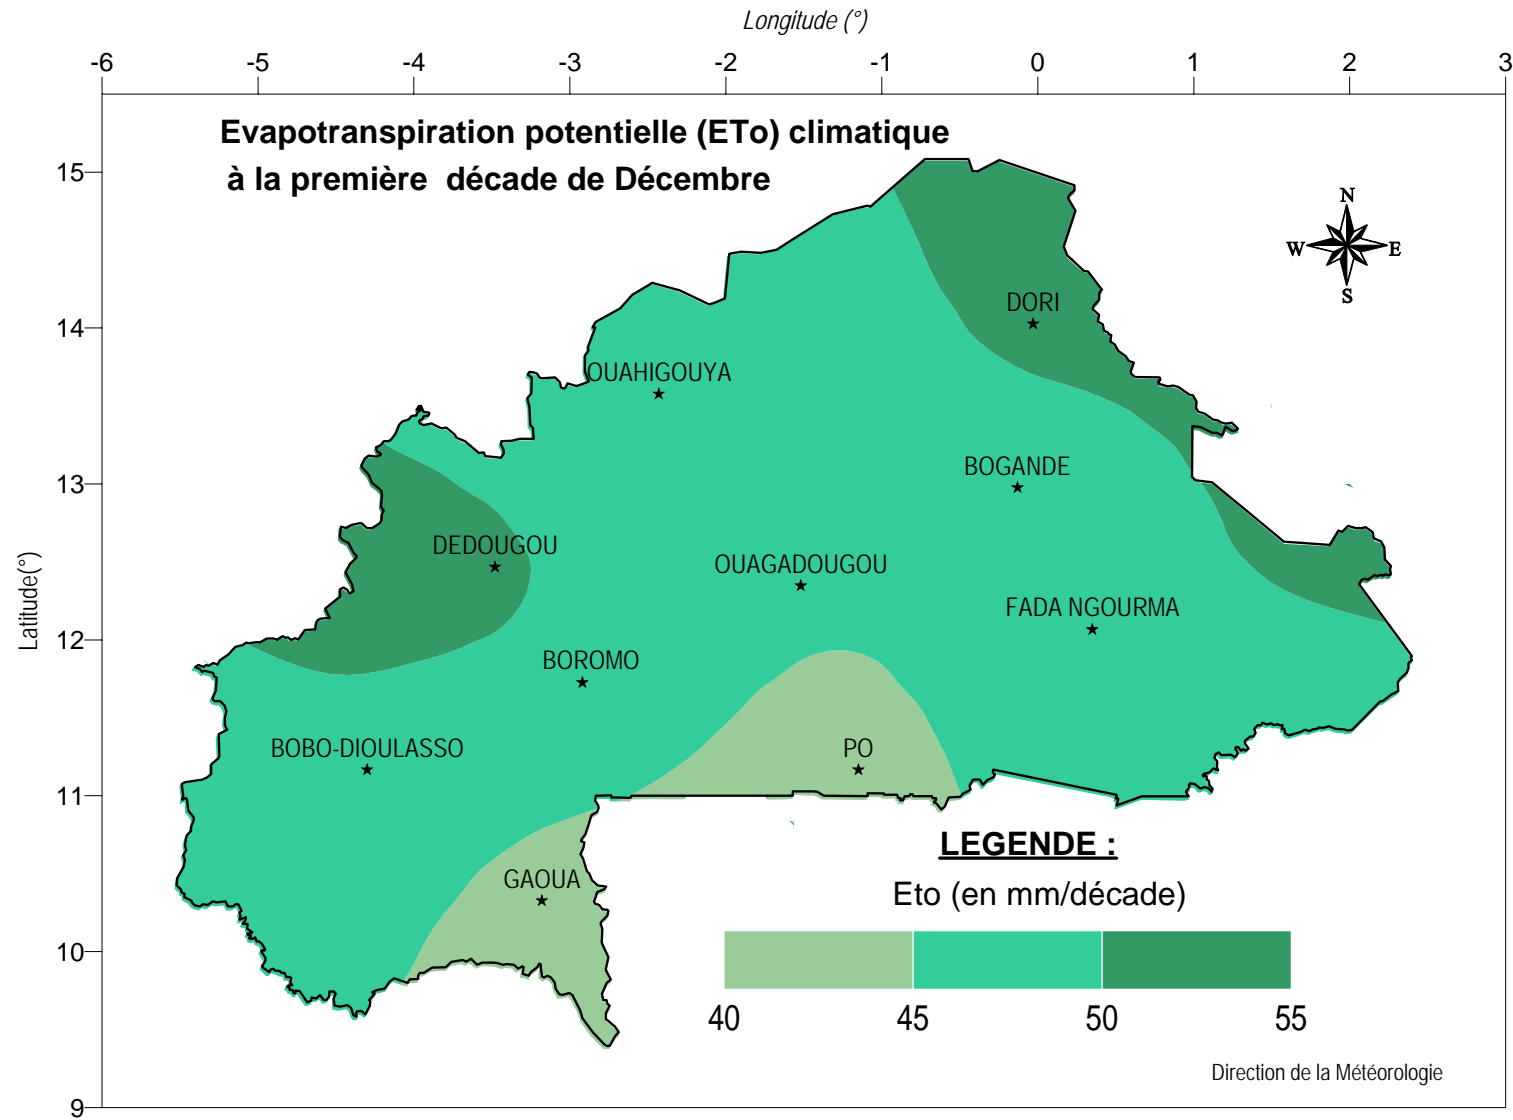 Longitude (°)
-6 -5 -4 -3 -2 -1 0 1 2 3
Evapotranspiration potentielle (ETo) climatique
à la première décade de Décembre
15
N
W E
S
DORI
14
OUAHIGOUYA
BOGANDE
13
DEDOUGOU
OUAGADOUGOU
Latitude(°)
FADA NGOURMA
12
BOROMO
BOBO-DIOULASSO
PO
11
LEGENDE :
GAOUA
Eto (en mm/décade)
10
40 45 50 55
Direction de la Météorologie
9